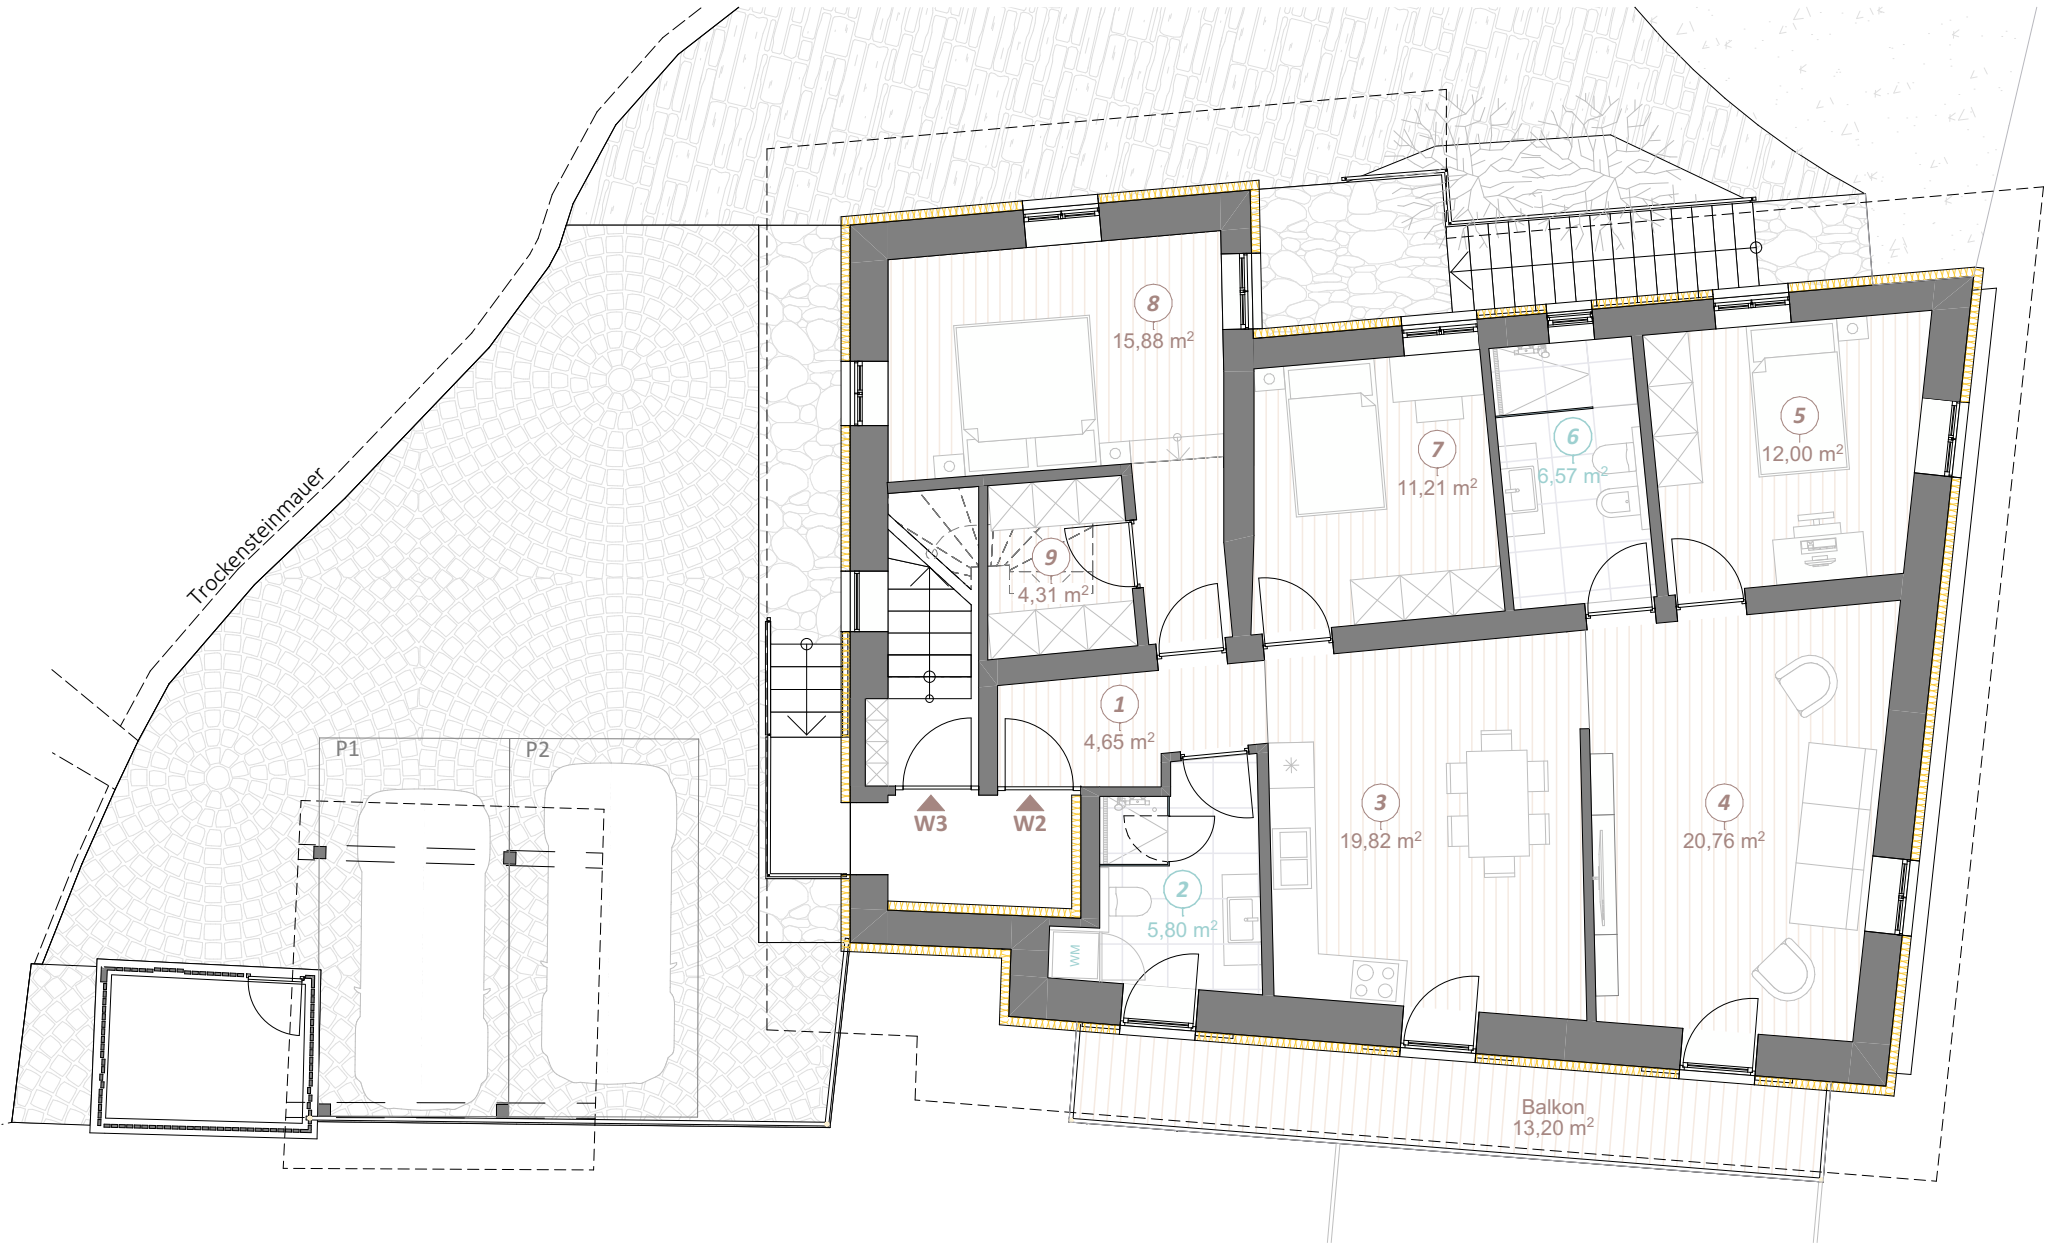 Trockensteinmauer
P1
P2
8
15,88 m²
7
11,21 m²
6
6,57 m²
5
12,00 m²
9
4,31 m²
1
4,65 m²
W3
W2
2
5,80 m²
WM
3
19,82 m²
4
20,76 m²
Balkon
13,20 m²